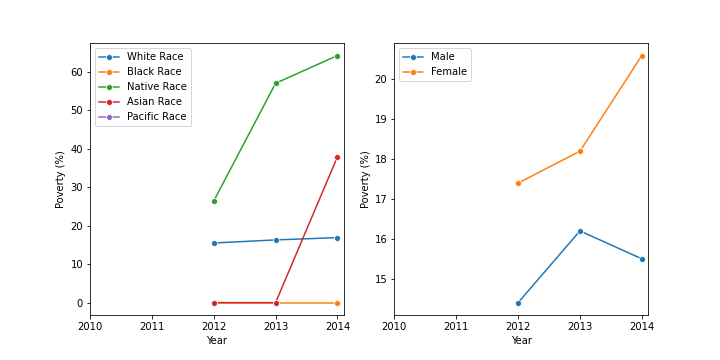 White Race
Black Race
Native Race
Asian Race
Pacific Race
Poverty (%)
60
50
40
30
20
10
0
2010 2011 2012 2013 2014
Year
Male
Female
Poverty (%)
20
19
18
17
16
15
2010 2011 2012 2013 2014
Year